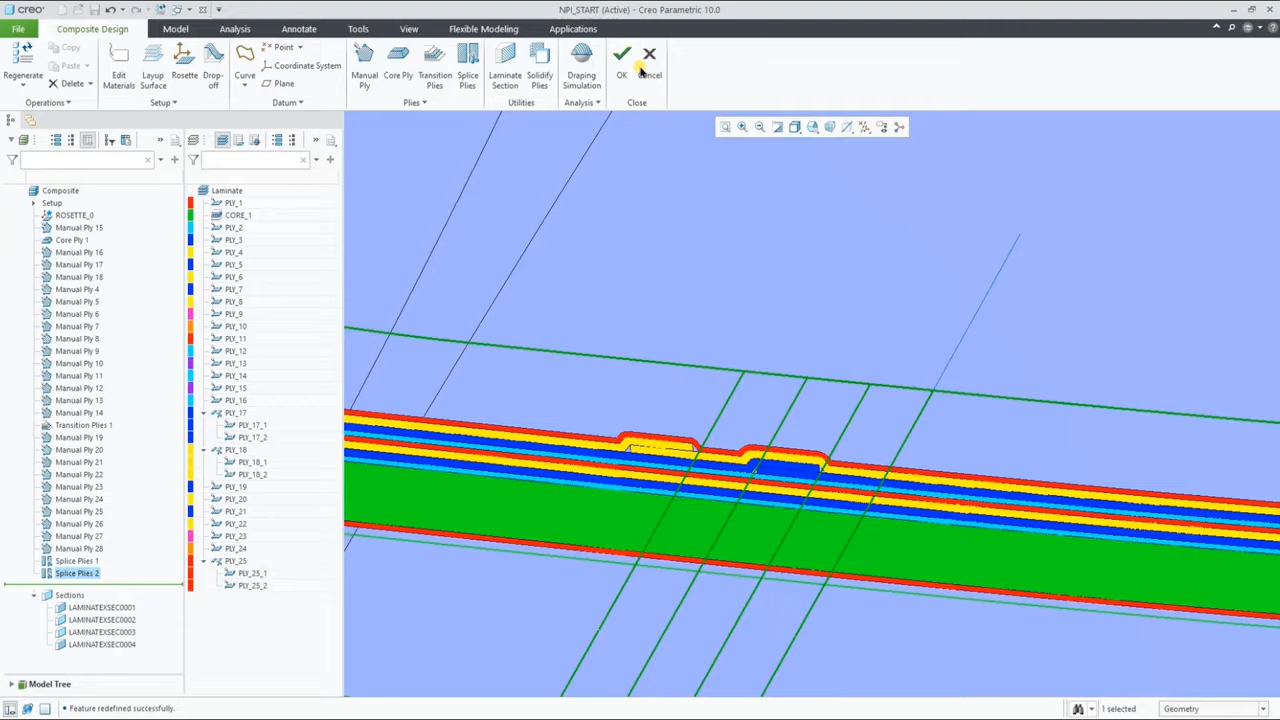 creo
NPI_START (Active) - Creo Parametric 10.0
File
Composite Design
Model
Analysis
Annotate
Tools
View
Flexible Modeling
Applications
Regenerate
Copy
Paste
Delete
Operations
Edit Materials
Layup Surface
Rosette
Drop-off
Setup
Curve
Point
Coordinate System
Plane
Datum
Manual Ply
Core Ply
Transition Plies
Splice Plies
Plies
Laminate Section
Solidify Plies
Utilities
Draping Simulation
Analysis
OK
Cancel
Close
Composite
Setup
ROSETTE_0
Manual Ply 15
Core Ply 1
Manual Ply 16
Manual Ply 17
Manual Ply 18
Manual Ply 4
Manual Ply 5
Manual Ply 6
Manual Ply 7
Manual Ply 8
Manual Ply 9
Manual Ply 10
Manual Ply 11
Manual Ply 12
Manual Ply 13
Manual Ply 14
Transition Plies 1
Manual Ply 19
Manual Ply 20
Manual Ply 21
Manual Ply 22
Manual Ply 23
Manual Ply 24
Manual Ply 25
Manual Ply 26
Manual Ply 27
Manual Ply 28
Splice Plies 1
Splice Plies 2
Sections
LAMINATEXSEC0001
LAMINATEXSEC0002
LAMINATEXSEC0003
LAMINATEXSEC0004
Model Tree
Laminate
PLY_1
CORE_1
PLY_2
PLY_3
PLY_4
PLY_5
PLY_6
PLY_7
PLY_8
PLY_9
PLY_10
PLY_11
PLY_12
PLY_13
PLY_14
PLY_15
PLY_16
PLY_17
PLY_17_1
PLY_17_2
PLY_18
PLY_18_1
PLY_18_2
PLY_19
PLY_20
PLY_21
PLY_22
PLY_23
PLY_24
PLY_25
PLY_25_1
PLY_25_2
• Feature redefined successfully.
1 selected
Geometry